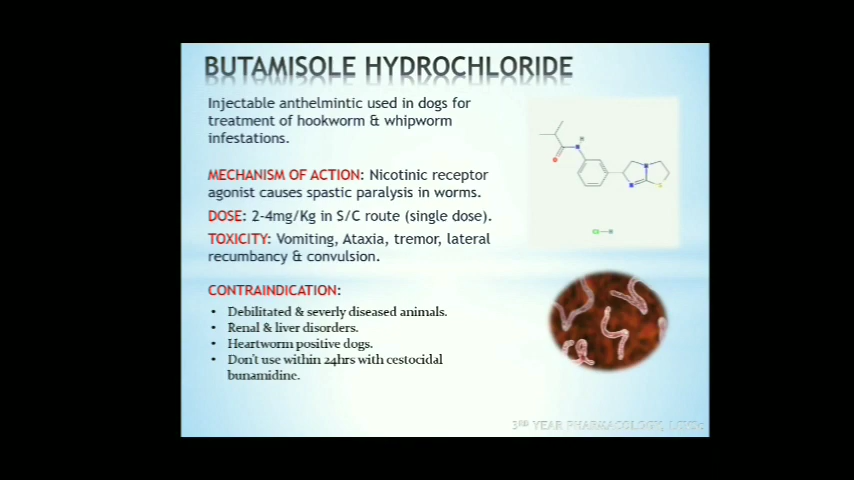 BUTAMISOLE HYDROCHLORIDE
Injectable anthelmintic used in dogs for
treatment of hookworm & whipworm
infestations.
MECHANISM OF ACTION: Nicotinic receptor
agonist causes spastic paralysis in worms.
DOSE: 2-4mg/Kg in S/C route (single dose).
TOXICITY: Vomiting, Ataxia, tremor, lateral
recumbancy & convulsion.
CONTRAINDICATION:
• Debilitated & severly diseased animals.
• Renal & liver disorders.
• Heartworm positive dogs.
• Don't use within 24hrs with cestocidal
bunamidine.
H
N
O
N
N
S
Cl—H
3RD YEAR PHARMACOLOGY,